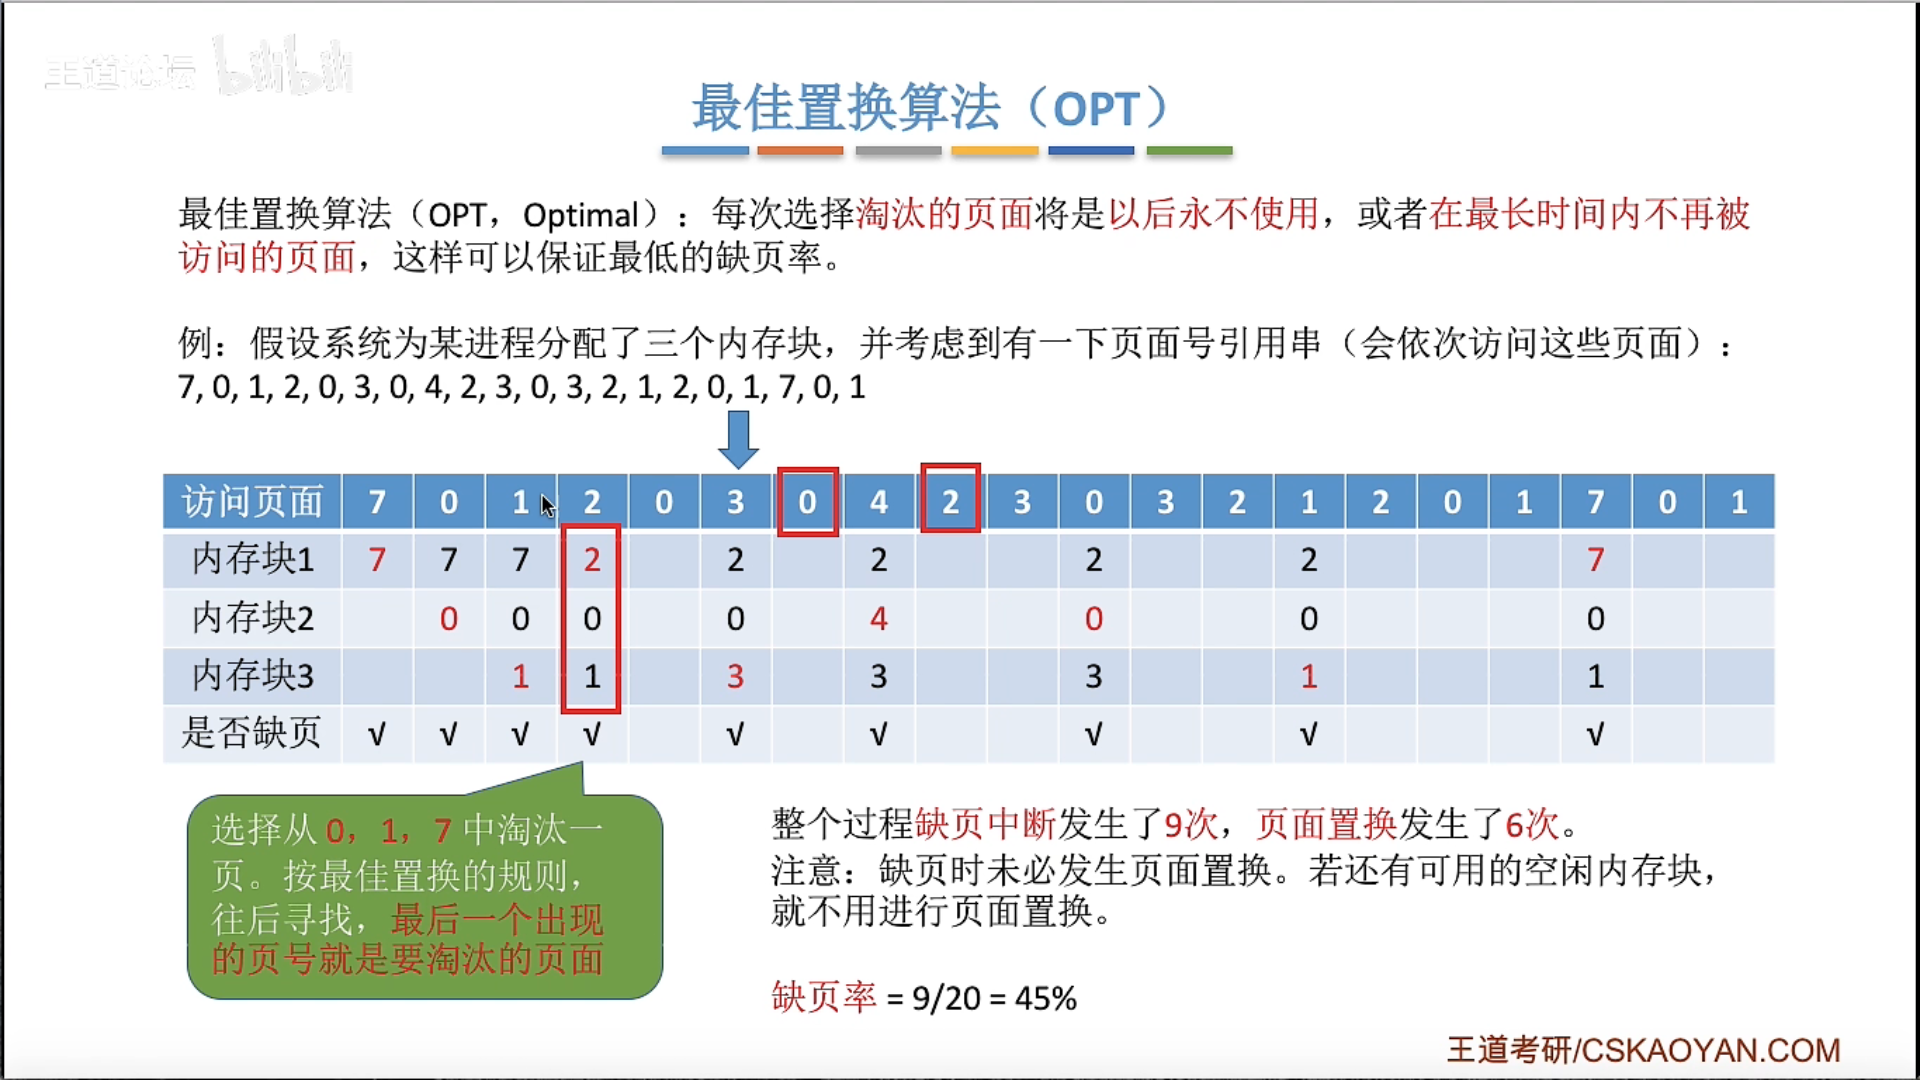 王道论坛 bilibili
最佳置换算法（OPT）
最佳置换算法（OPT，Optimal）：每次选择淘汰的页面将是以后永不使用，或者在最长时间内不再被
访问的页面，这样可以保证最低的缺页率。
例：假设系统为某进程分配了三个内存块，并考虑到有一下页面号引用串（会依次访问这些页面）：
7, 0, 1, 2, 0, 3, 0, 4, 2, 3, 0, 3, 2, 1, 2, 0, 1, 7, 0, 1
访问页面 7 0 1 2 0 3 0 4 2 3 0 3 2 1 2 0 1 7 0 1
内存块1 7 7 7 2 2 2 2 2 7
内存块2 0 0 0 0 4 0 0 0
内存块3 1 1 3 3 3 1 1
是否缺页 √ √ √ √ √ √ √ √ √
选择从 0，1，7 中淘汰一
页。按最佳置换的规则，
往后寻找，最后一个出现
的页号就是要淘汰的页面
整个过程缺页中断发生了9次，页面置换发生了6次。
注意：缺页时未必发生页面置换。若还有可用的空闲内存块，
就不用进行页面置换。
缺页率 = 9/20 = 45%
王道考研/CSKAOYAN.COM